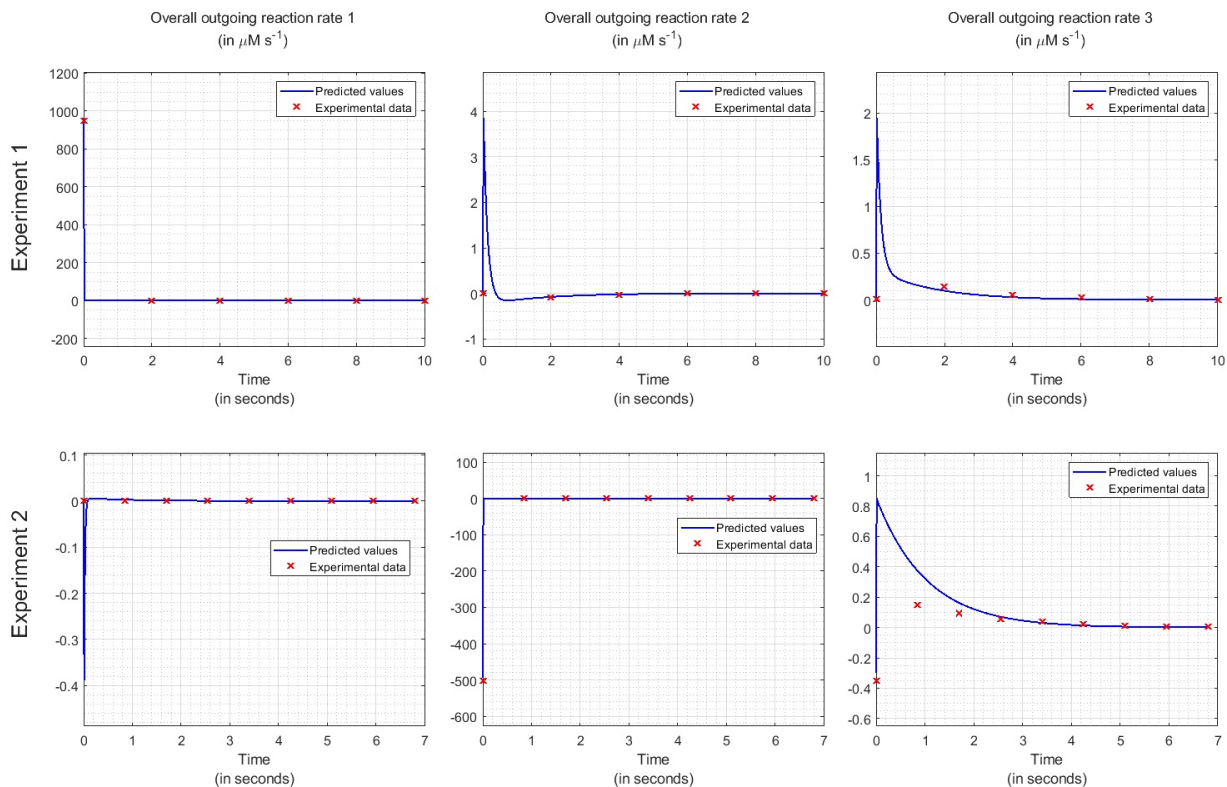 Overall outgoing reaction rate 1
(in μM s⁻¹)
Overall outgoing reaction rate 2
(in μM s⁻¹)
Overall outgoing reaction rate 3
(in μM s⁻¹)
Experiment 1
1200
1000
800
600
400
200
0
-200
0 2 4 6 8 10
Predicted values
Experimental data
Time
(in seconds)
4
3
2
1
0
-1
0 2 4 6 8 10
Predicted values
Experimental data
Time
(in seconds)
2
1.5
1
0.5
0
0 2 4 6 8 10
Predicted values
Experimental data
Time
(in seconds)
Experiment 2
0.1
0
-0.1
-0.2
-0.3
-0.4
0 1 2 3 4 5 6 7
Predicted values
Experimental data
Time
(in seconds)
100
0
-100
-200
-300
-400
-500
-600
0 1 2 3 4 5 6 7
Predicted values
Experimental data
Time
(in seconds)
1
0.8
0.6
0.4
0.2
0
-0.2
-0.4
-0.6
0 1 2 3 4 5 6 7
Predicted values
Experimental data
Time
(in seconds)